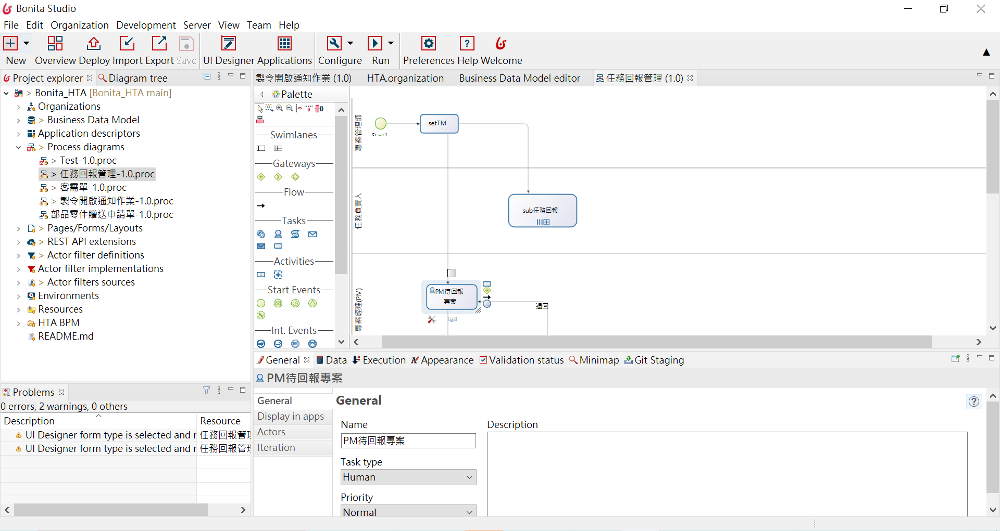 Bonita Studio
File Edit Organization Development Server View Team Help
New Overview Deploy Import Export Save UI Designer Applications Configure Run Preferences Help Welcome
Project explorer Diagram tree
> Bonita_HTA [Bonita_HTA main]
Organizations
> Business Data Model
Application descriptors
> Process diagrams
> Test-1.0.proc
> 任務回報管理-1.0.proc
> 客需單-1.0.proc
> 製令開啟通知作業-1.0.proc
部品零件贈送申請單-1.0.proc
> Pages/Forms/Layouts
> REST API extensions
> Actor filter definitions
Actor filter implementations
> Actor filters sources
Environments
Resources
HTA BPM
README.md
Problems
0 errors, 2 warnings, 0 others
Description Resource
UI Designer form type is selected and r 任務回報管理
UI Designer form type is selected and r 任務回報管理
製令開啟通知作業 (1.0) HTA.organization Business Data Model editor 任務回報管理 (1.0)
Palette
Swimlanes
Gateways
Flow
Tasks
Activities
Start Events
Int. Events
專案管理師
Start1
setTM
任務負責人
sub任務回報
專案經理(PM)
PM待回報
專案
退回
General Data Execution Appearance Validation status Minimap Git Staging
PM待回報專案
General
Display in apps
Actors
Iteration
General
Name
PM待回報專案
Task type
Human
Priority
Normal
Description